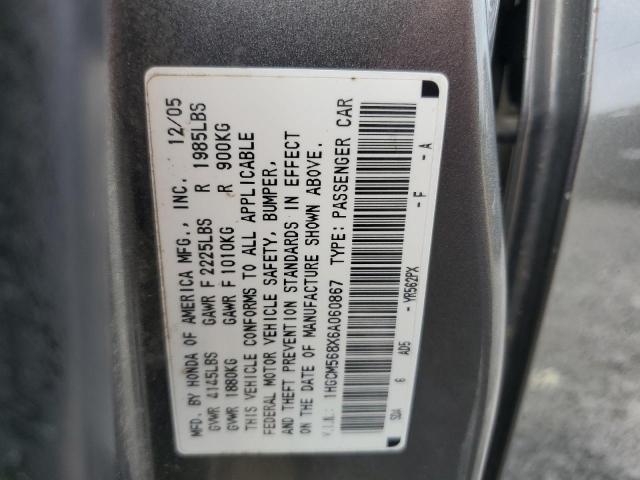 MFD. BY HONDA OF AMERICA MFG., INC. 12/05
GVWR 4145LBS GAWR F 2225LBS R 1985LBS
GVWR 1880KG GAWR F 1010KG R 900KG
THIS VEHICLE CONFORMS TO ALL APPLICABLE
FEDERAL MOTOR VEHICLE SAFETY, BUMPER,
AND THEFT PREVENTION STANDARDS IN EFFECT
ON THE DATE OF MANUFACTURE SHOWN ABOVE.
V.I.N.: 1HGCM568X6A060867 TYPE: PASSENGER CAR
SDA 6 AD5 - YR562PX - F - A